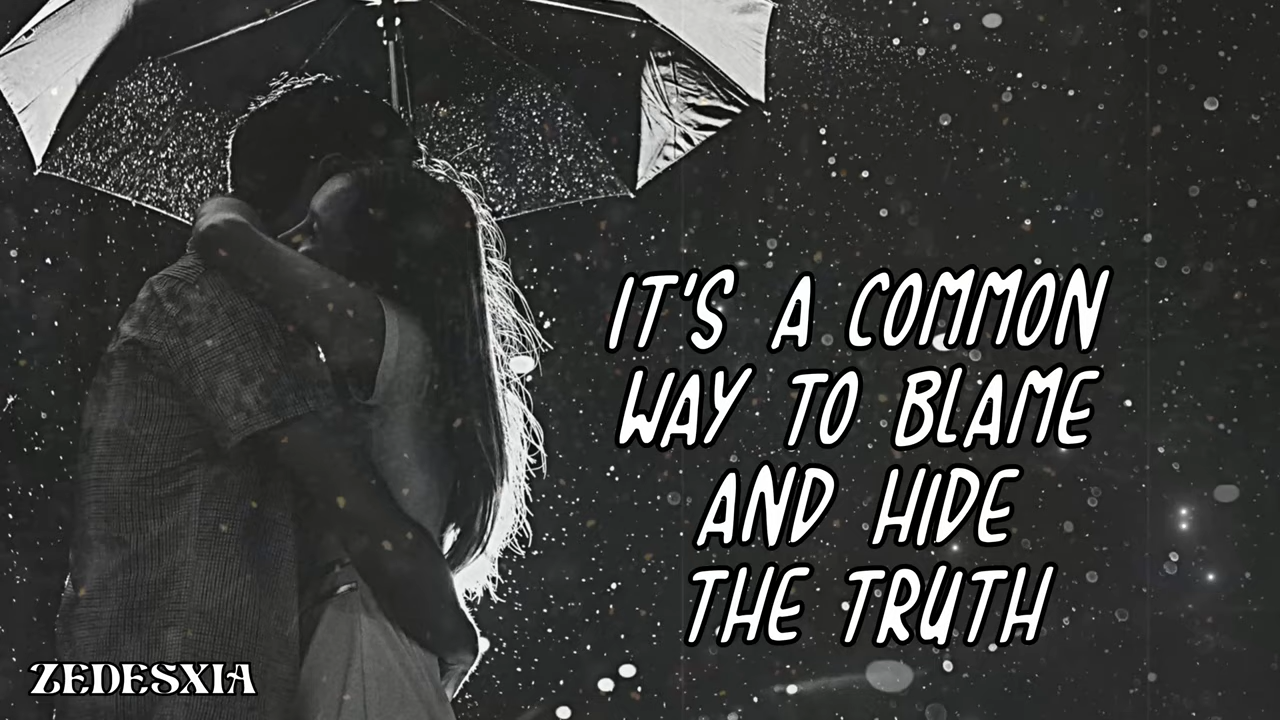 IT'S A COMMON
WAY TO BLAME
AND HIDE
THE TRUTH
ZEDESXIA